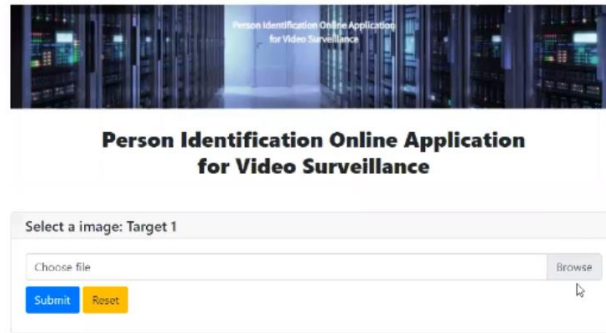 Person Identification Online Application
for Video Surveillance
Person Identification Online Application
for Video Surveillance
Select a image: Target 1
Choose file
Browse
Submit
Reset